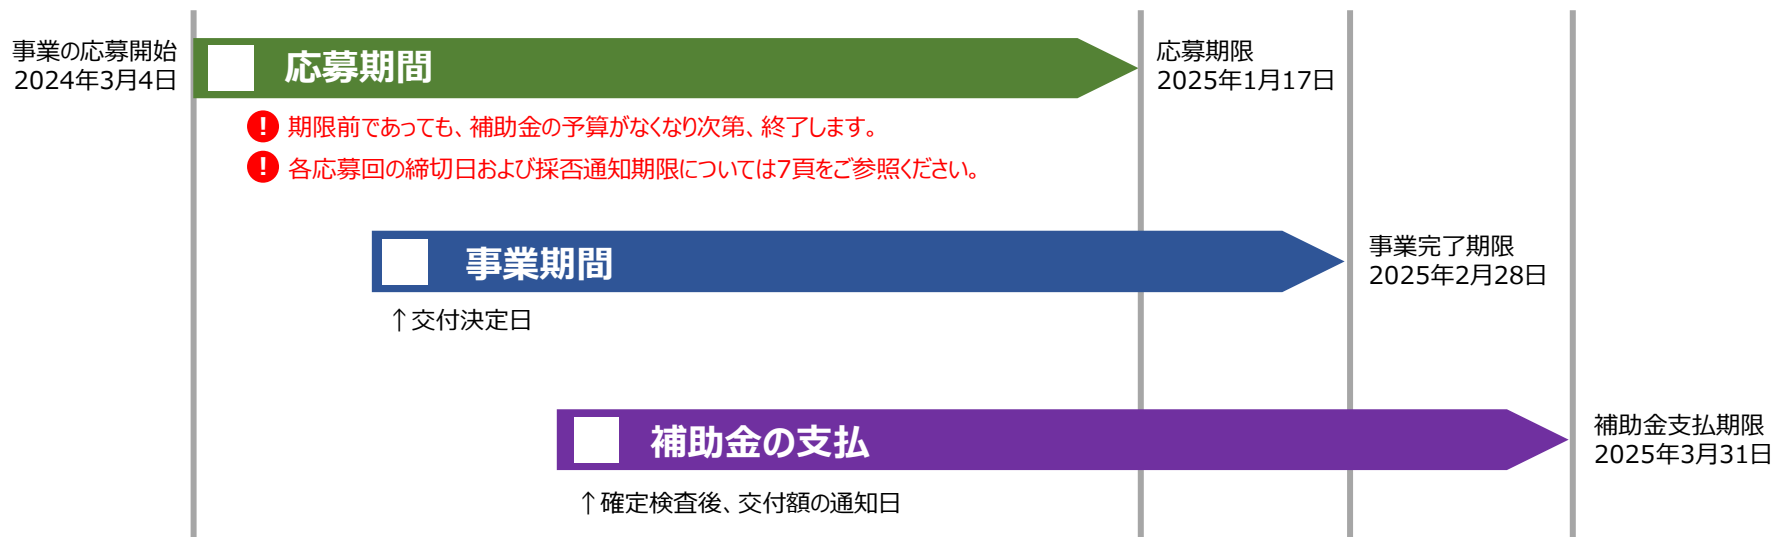 事業の応募開始
2024年3月4日
応募期間
応募期限
2025年1月17日
! 期限前であっても、補助金の予算がなくなり次第、終了します。
! 各応募回の締切日および採否通知期限については7頁をご参照ください。
事業期間
事業完了期限
2025年2月28日
↑交付決定日
補助金の支払
補助金支払期限
2025年3月31日
↑確定検査後、交付額の通知日